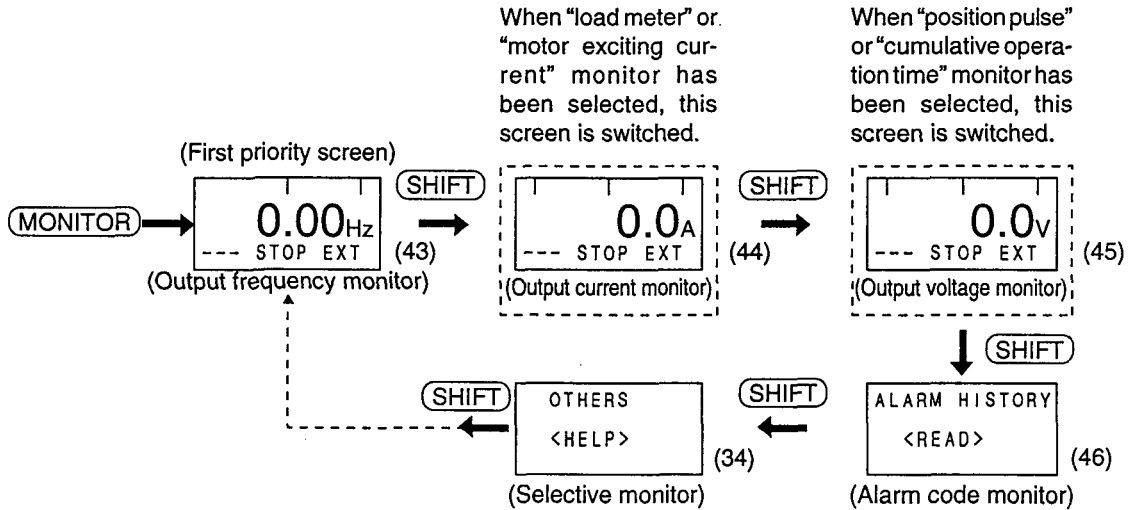 When “load meter” or
“motor exciting cur-
rent” monitor has
been selected, this
screen is switched.
When “position pulse”
or “cumulative opera-
tion time” monitor has
been selected, this
screen is switched.
(First priority screen)
MONITOR
0.00Hz
--- STOP EXT
(43)
(Output frequency monitor)
SHIFT
0.0A
--- STOP EXT
(44)
(Output current monitor)
SHIFT
0.0V
--- STOP EXT
(45)
(Output voltage monitor)
SHIFT
ALARM HISTORY
<READ>
(46)
(Alarm code monitor)
SHIFT
OTHERS
<HELP>
(34)
(Selective monitor)
SHIFT